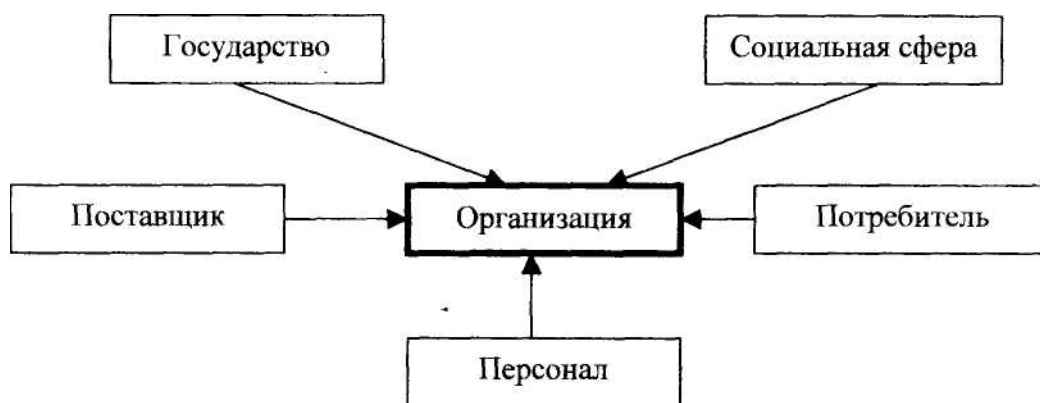 Государство
Социальная сфера
Поставщик
Организация
Потребитель
Персонал